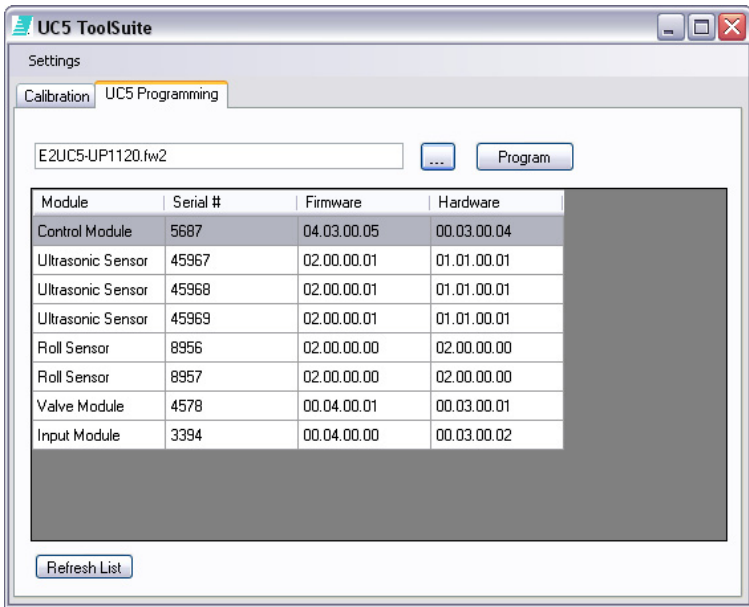 UC5 ToolSuite
Settings
Calibration UC5 Programming
E2UC5-UP1120.fw2 ... Program
Module Serial # Firmware Hardware
Control Module 5687 04.03.00.05 00.03.00.04
Ultrasonic Sensor 45967 02.00.00.01 01.01.00.01
Ultrasonic Sensor 45968 02.00.00.01 01.01.00.01
Ultrasonic Sensor 45969 02.00.00.01 01.01.00.01
Roll Sensor 8956 02.00.00.00 02.00.00.00
Roll Sensor 8957 02.00.00.00 02.00.00.00
Valve Module 4578 00.04.00.01 00.03.00.01
Input Module 3394 00.04.00.00 00.03.00.02
Refresh List